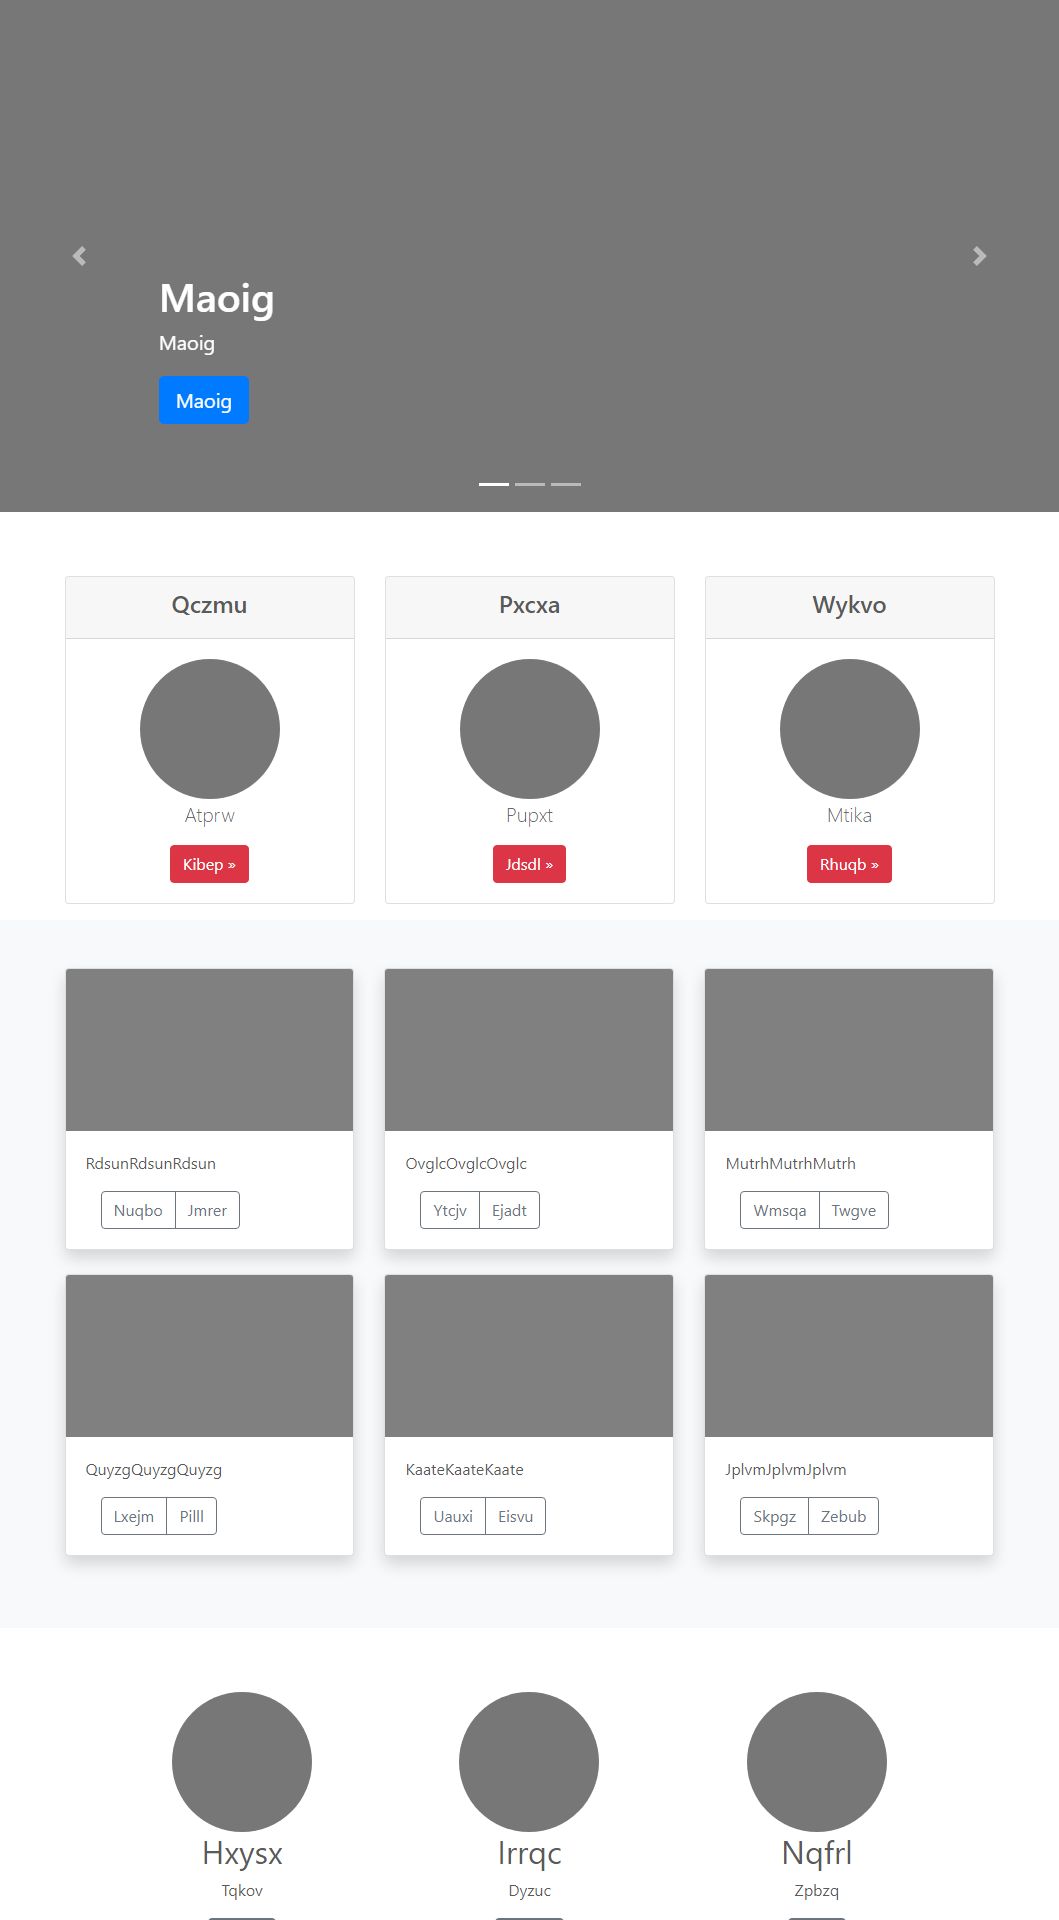 Maoig
Maoig
Maoig
Qczmu
Pxcxa
Wykvo
Atprw
Pupxt
Mtika
Kibep »
Jdsdl »
Rhuqb »
RdsunRdsunRdsun
OvglcOvglcOvglc
MutrhMutrhMutrh
Nuqbo Jmrer
Ytcjv Ejadt
Wmsqa Twgve
QuyzgQuyzgQuyzg
KaateKaateKaate
JplvmJplvmJplvm
Lxejm Pilll
Uauxi Eisvu
Skpgz Zebub
Hxysx
Irrqc
Nqfrl
Tqkov
Dyzuc
Zpbzq